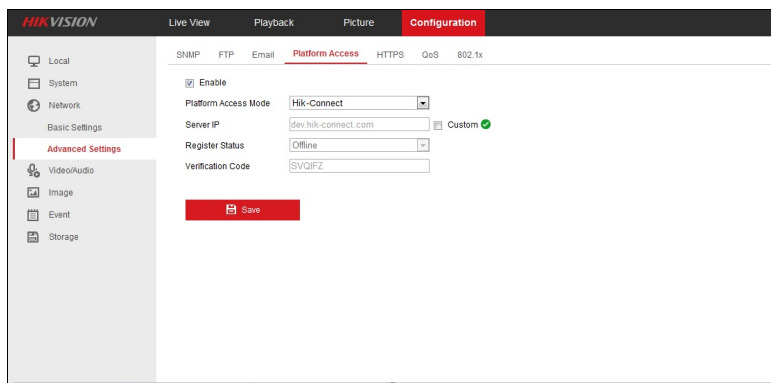 HIKVISION
Live View Playback Picture Configuration
Local
System
Network
Basic Settings
Advanced Settings
Video/Audio
Image
Event
Storage
SNMP FTP Email Platform Access HTTPS QoS 802.1x
Enable
Platform Access Mode Hik-Connect
Server IP dev.hik-connect.com Custom
Register Status Offline
Verification Code SVQIFZ
Save